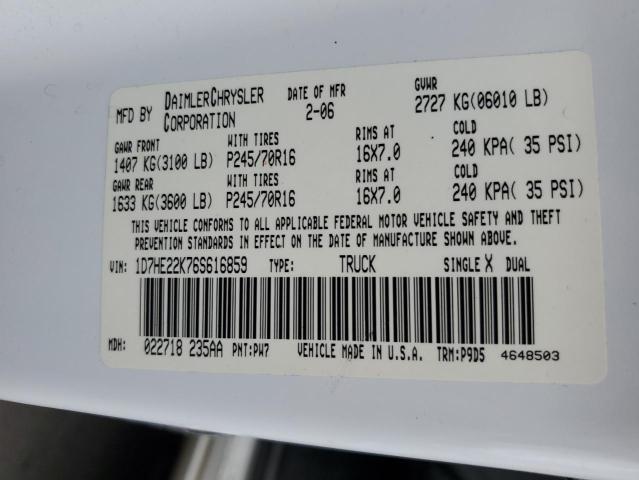 MFD BY DAIMLERCHRYSLER CORPORATION
DATE OF MFR 2-06
GVWR 2727 KG(06010 LB)
GAWR FRONT WITH TIRES RIMS AT COLD
1407 KG(3100 LB) P245/70R16 16X7.0 240 KPA( 35 PSI)
GAWR REAR WITH TIRES RIMS AT COLD
1633 KG(3600 LB) P245/70R16 16X7.0 240 KPA( 35 PSI)
THIS VEHICLE CONFORMS TO ALL APPLICABLE FEDERAL MOTOR VEHICLE SAFETY AND THEFT
PREVENTION STANDARDS IN EFFECT ON THE DATE OF MANUFACTURE SHOWN ABOVE.
VIN: 1D7HE22K76S616859 TYPE: TRUCK SINGLE X DUAL
MDH: 022718 235AA PNT:PW7 VEHICLE MADE IN U.S.A. TRM:P9D5 4648503